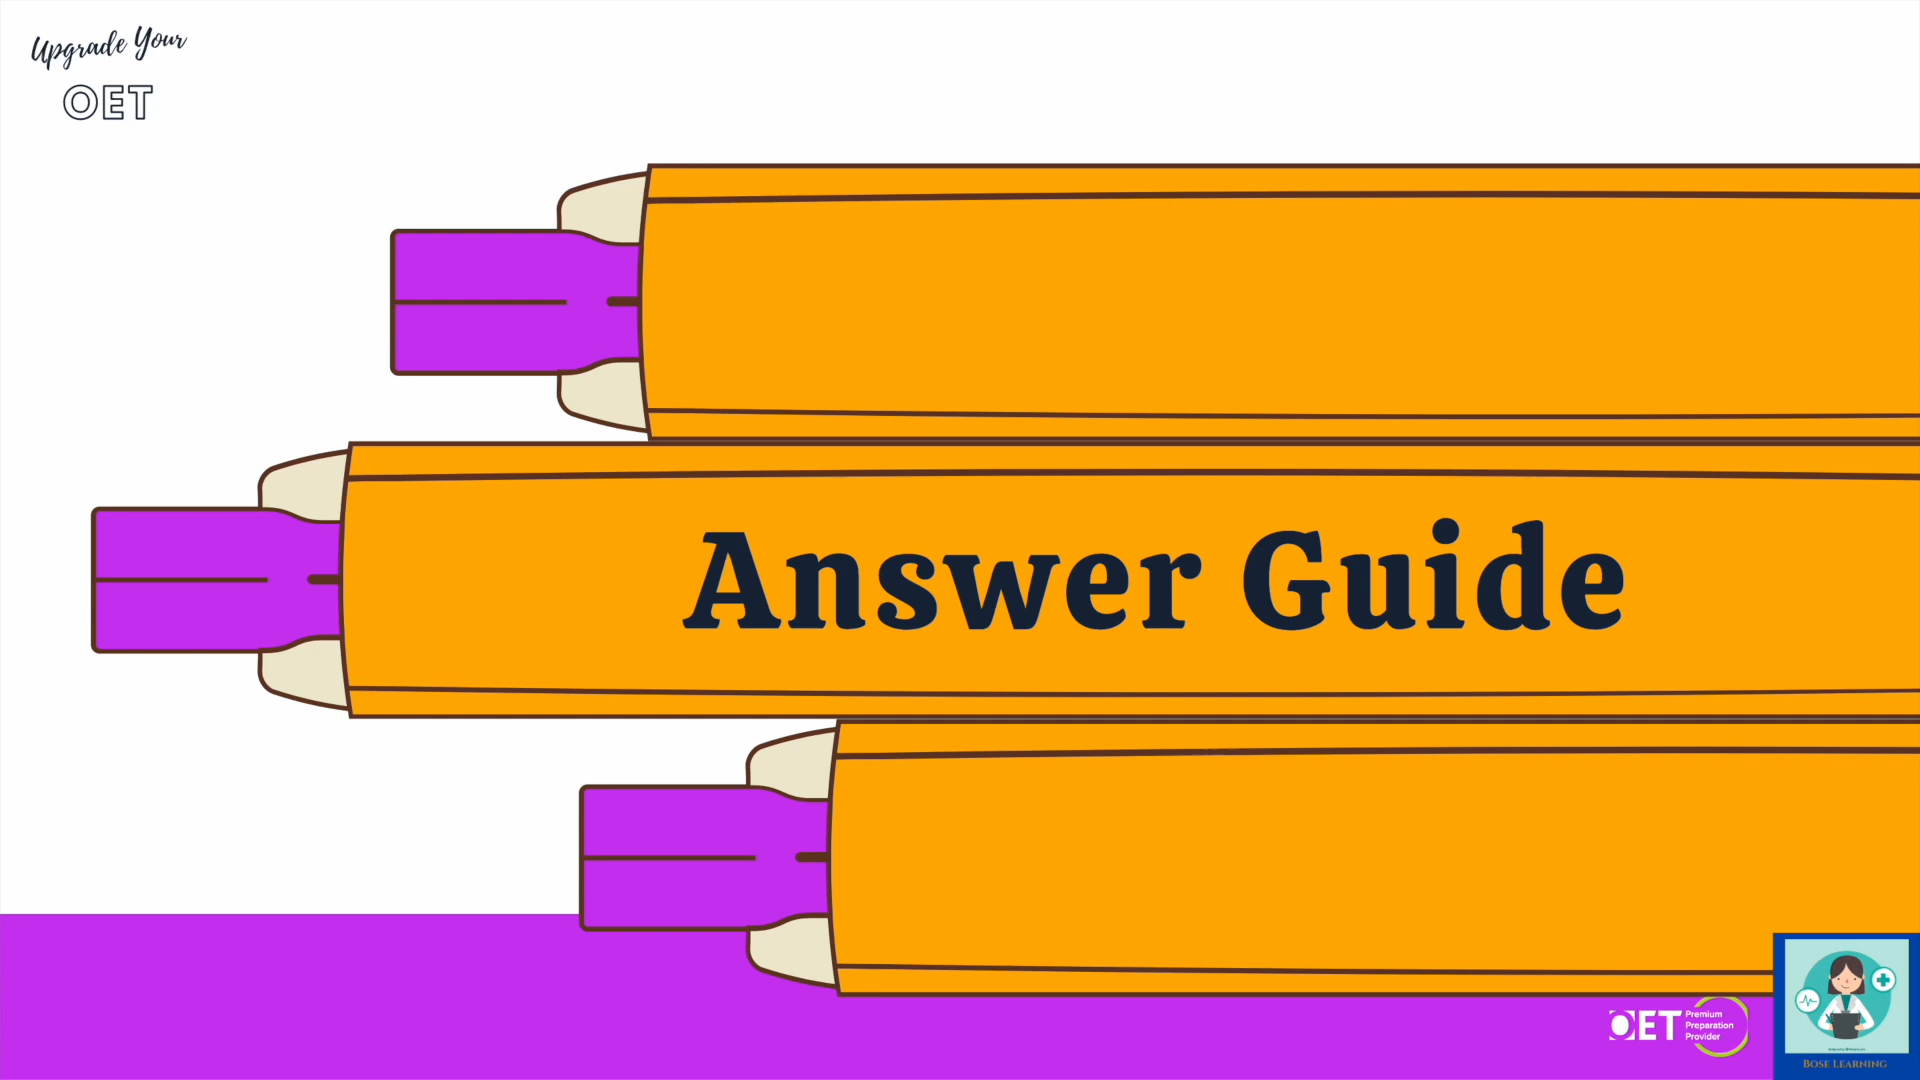 Upgrade Your
OET
Answer Guide
OET
Premium
Preparation
Provider
BOSE LEARNING